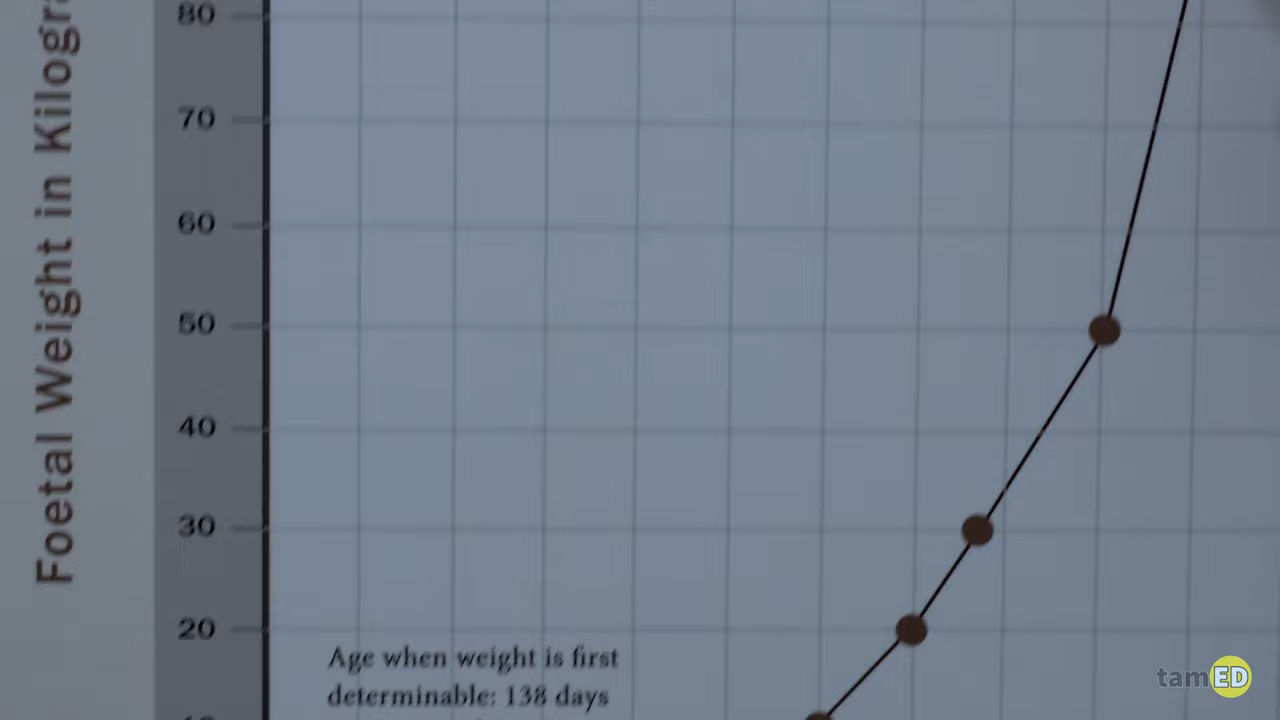 Foetal Weight in Kilogra
80
70
60
50
40
30
20
Age when weight is first
determinable: 138 days
tamED